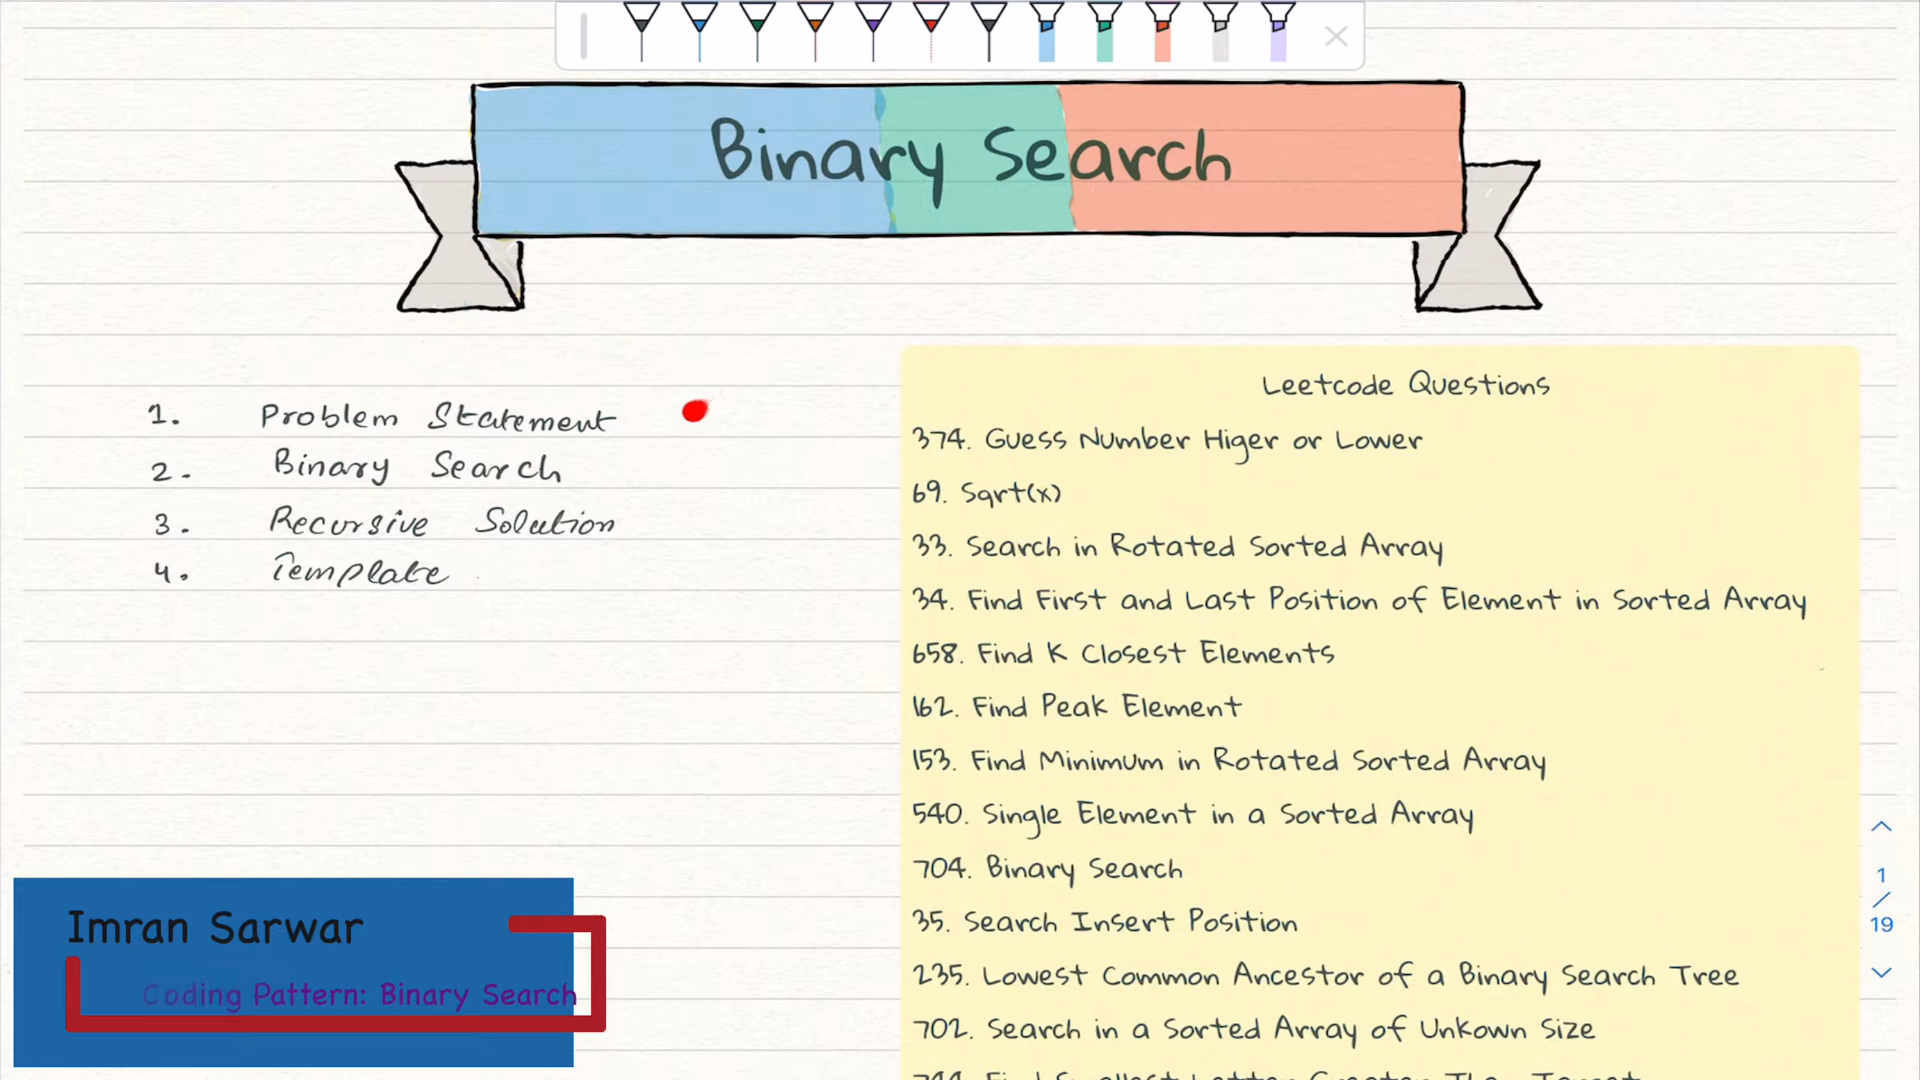 Binary Search
1. Problem Statement
2. Binary Search
3. Recursive Solution
4. Template
Leetcode Questions
374. Guess Number Higer or Lower
69. Sqrt(x)
33. Search in Rotated Sorted Array
34. Find First and Last Position of Element in Sorted Array
658. Find K Closest Elements
162. Find Peak Element
153. Find Minimum in Rotated Sorted Array
540. Single Element in a Sorted Array
704. Binary Search
35. Search Insert Position
235. Lowest Common Ancestor of a Binary Search Tree
702. Search in a Sorted Array of Unkown Size
Imran Sarwar
Coding Pattern: Binary Search
1
/
19